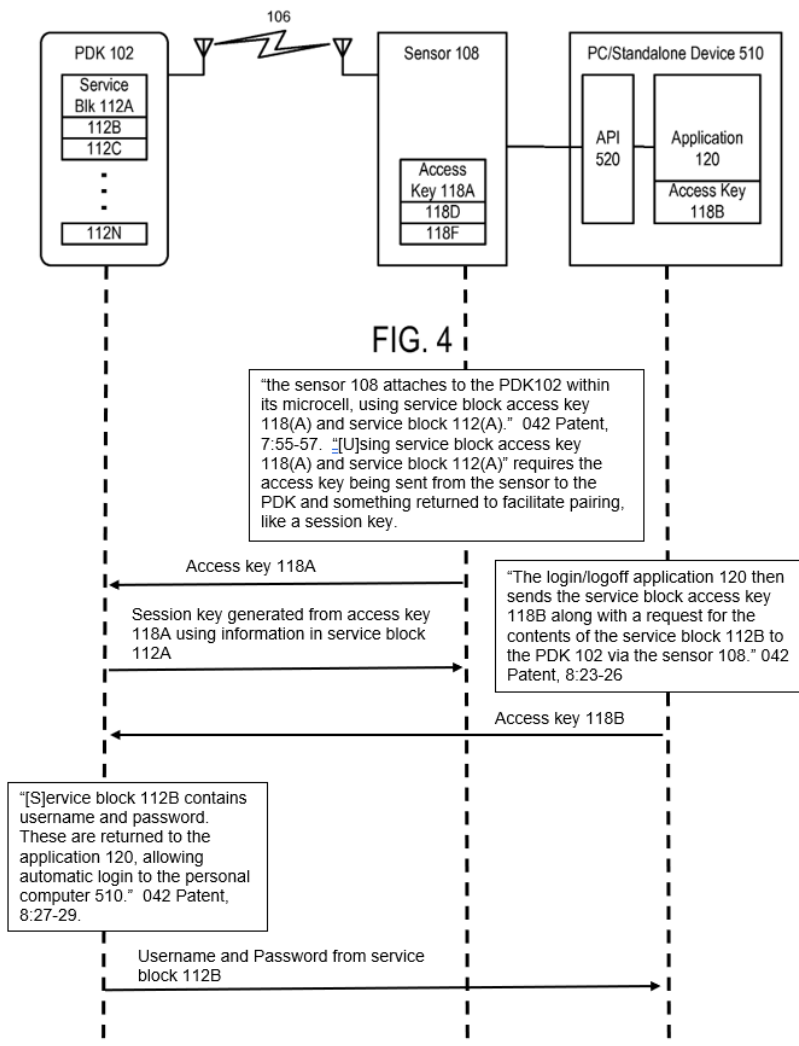 106
PDK 102
Service
Blk 112A
112B
112C
112N
Sensor 108
Access
Key 118A
118D
118F
PC/Standalone Device 510
API
520
Application
120
Access Key
118B
FIG. 4
“the sensor 108 attaches to the PDK102 within
its microcell, using service block access key
118(A) and service block 112(A).” 042 Patent,
7:55-57. “[U]sing service block access key
118(A) and service block 112(A)” requires the
access key being sent from the sensor to the
PDK and something returned to facilitate pairing,
like a session key.
Access key 118A
Session key generated from access key
118A using information in service block
112A
“The login/logoff application 120 then
sends the service block access key
118B along with a request for the
contents of the service block 112B to
the PDK 102 via the sensor 108.” 042
Patent, 8:23-26
Access key 118B
“[S]ervice block 112B contains
username and password.
These are returned to the
application 120, allowing
automatic login to the personal
computer 510.” 042 Patent,
8:27-29.
Username and Password from service
block 112B